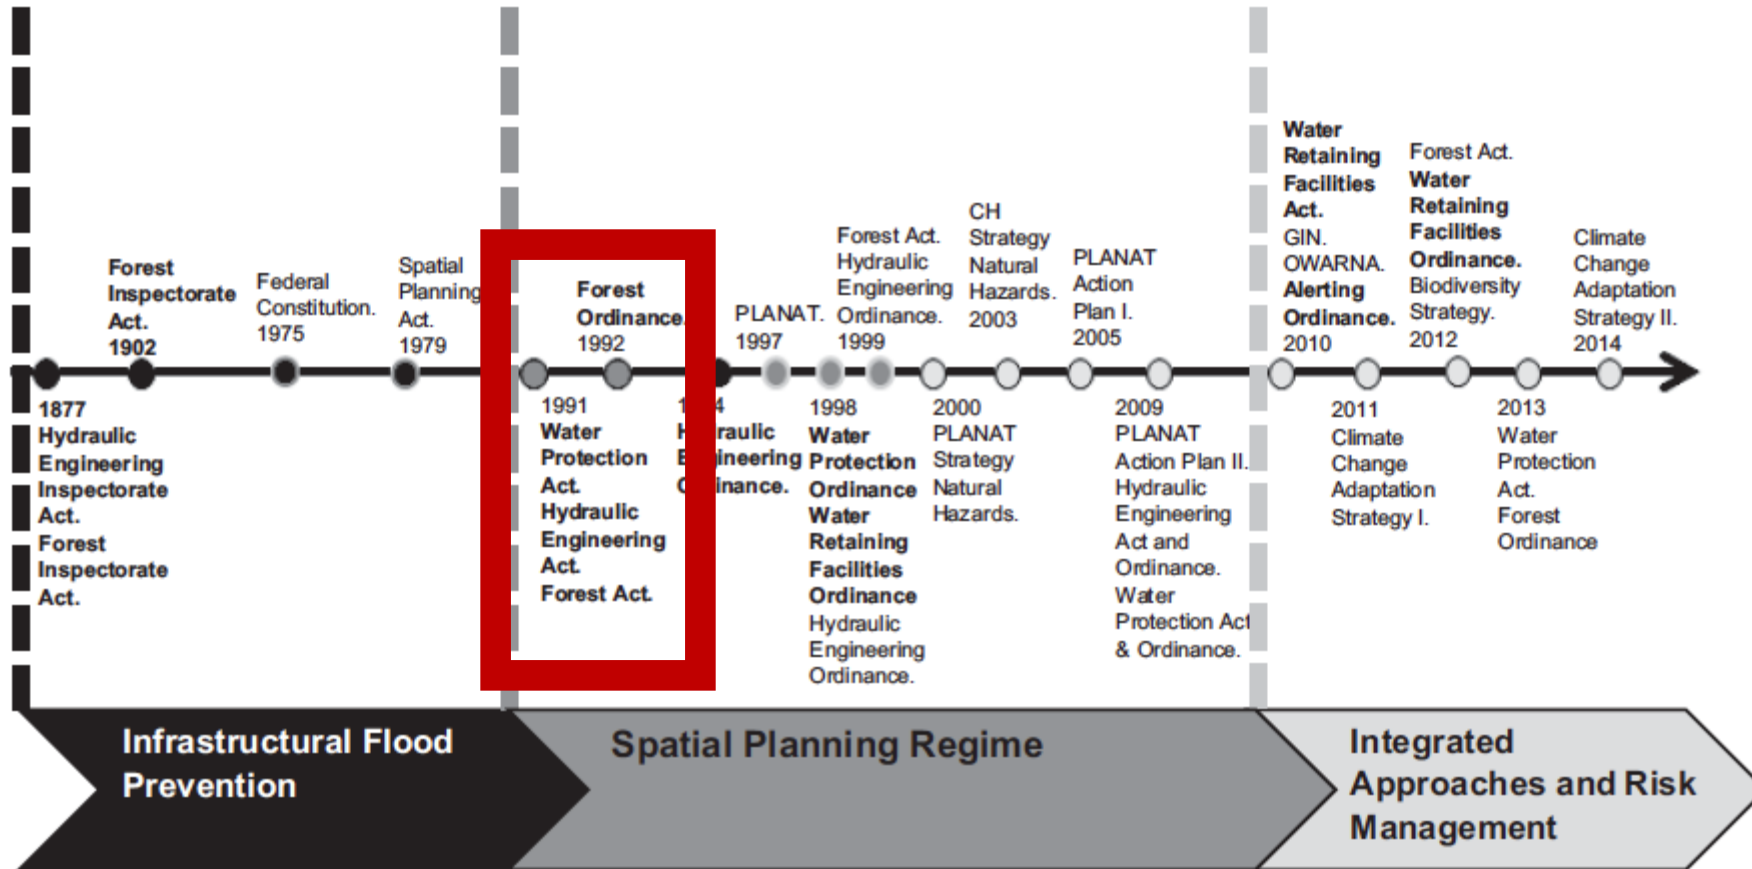 Forest
Inspectorate
Act.
1902
Federal
Constitution.
1975
Spatial
Planning
Act.
1979
Forest
Ordinance.
1992
PLANAT.
1997
Forest Act.
Hydraulic
Engineering
Ordinance.
1999
CH
Strategy
Natural
Hazards.
2003
PLANAT
Action
Plan I.
2005
Water
Retaining
Facilities
Act.
GIN.
OWARNA.
Alerting
Ordinance.
2010
Forest Act.
Water
Retaining
Facilities
Ordinance.
Biodiversity
Strategy.
2012
Climate
Change
Adaptation
Strategy II.
2014
1877
Hydraulic
Engineering
Inspectorate
Act.
Forest
Inspectorate
Act.
1991
Water
Protection
Act.
Hydraulic
Engineering
Act.
Forest Act.
1998
Water
Protection
Ordinance
Water
Retaining
Facilities
Ordinance
Hydraulic
Engineering
Ordinance.
2000
PLANAT
Strategy
Natural
Hazards.
2009
PLANAT
Action Plan II.
Hydraulic
Engineering
Act and
Ordinance.
Water
Protection Act
& Ordinance.
2011
Climate
Change
Adaptation
Strategy I.
2013
Water
Protection
Act.
Forest
Ordinance
Infrastructural Flood
Prevention
Spatial Planning Regime
Integrated
Approaches and Risk
Management